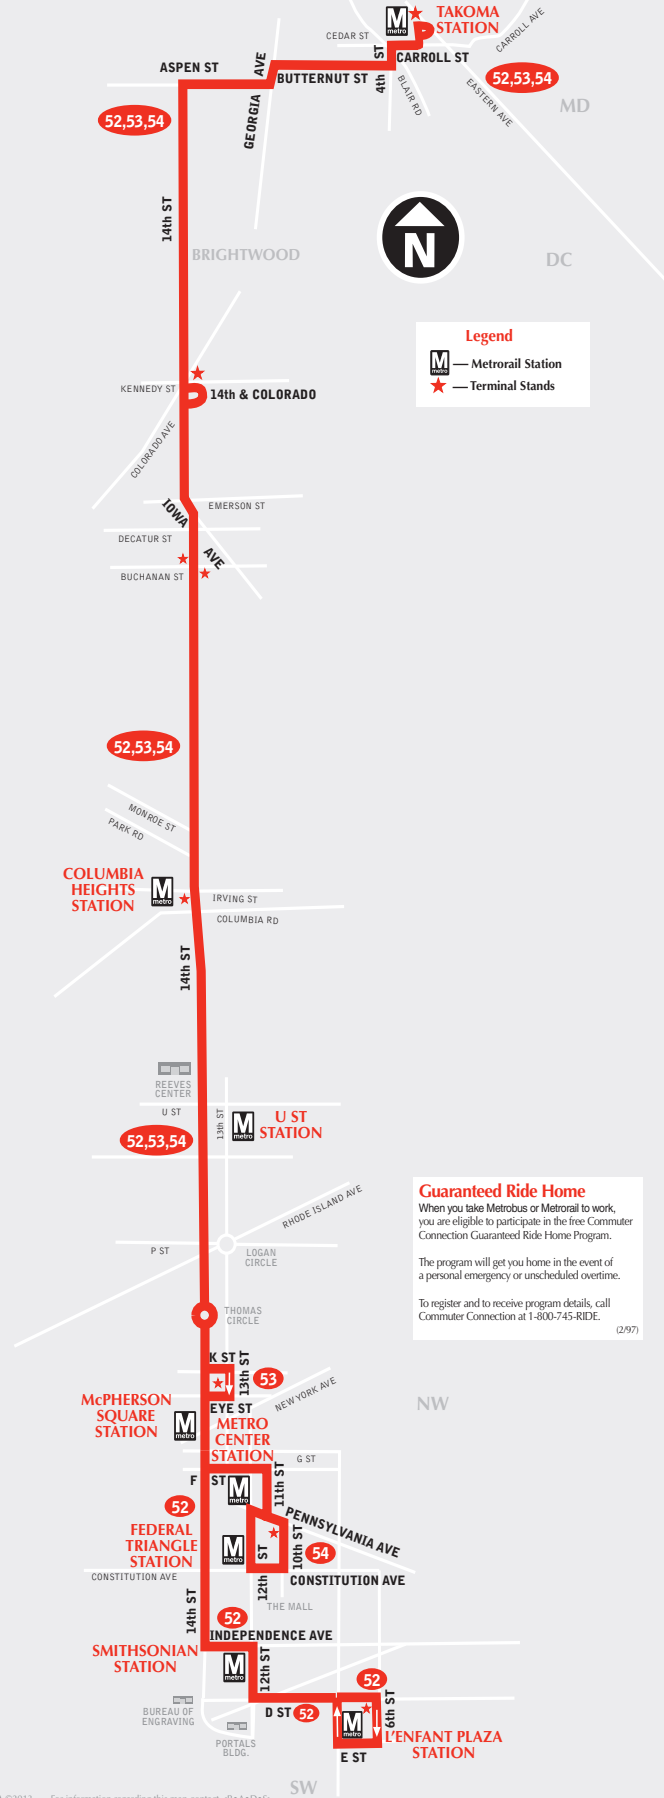 TAKOMA
STATION
M
metro
CEDAR ST
CARROLL AVE
CARROLL ST
4th ST
BLAIR RD
EASTERN AVE
ASPEN ST
BUTTERNUT ST
GEORGIA AVE
52,53,54
MD
52,53,54
14th ST
BRIGHTWOOD
N
DC
Legend
M
metro
— Metrorail Station
— Terminal Stands
KENNEDY ST
14th & COLORADO
COLORADO AVE
IOWA AVE
EMERSON ST
DECATUR ST
BUCHANAN ST
52,53,54
MONROE ST
PARK RD
COLUMBIA
HEIGHTS
STATION
M
metro
IRVING ST
COLUMBIA RD
14th ST
REEVES
CENTER
U ST
13th ST
M
metro
U ST
STATION
52,53,54
RHODE ISLAND AVE
P ST
LOGAN
CIRCLE
Guaranteed Ride Home
When you take Metrobus or Metrorail to work,
you are eligible to participate in the free Commuter
Connection Guaranteed Ride Home Program.
The program will get you home in the event of
a personal emergency or unscheduled overtime.
To register and to receive program details, call
Commuter Connection at 1-800-745-RIDE.
(2/97)
THOMAS
CIRCLE
K ST
13th ST
53
NEW YORK AVE
EYE ST
NW
McPHERSON
SQUARE
STATION
M
metro
METRO
CENTER
STATION
G ST
F ST
M
metro
11th ST
52
PENNSYLVANIA AVE
FEDERAL
TRIANGLE
STATION
M
metro
12th ST
10th ST
54
CONSTITUTION AVE
CONSTITUTION AVE
THE MALL
14th ST
52
INDEPENDENCE AVE
SMITHSONIAN
STATION
M
metro
12th ST
52
D ST
52
6th ST
M
metro
BUREAU OF
ENGRAVING
PORTALS
BLDG.
L'ENFANT PLAZA
STATION
E ST
SW